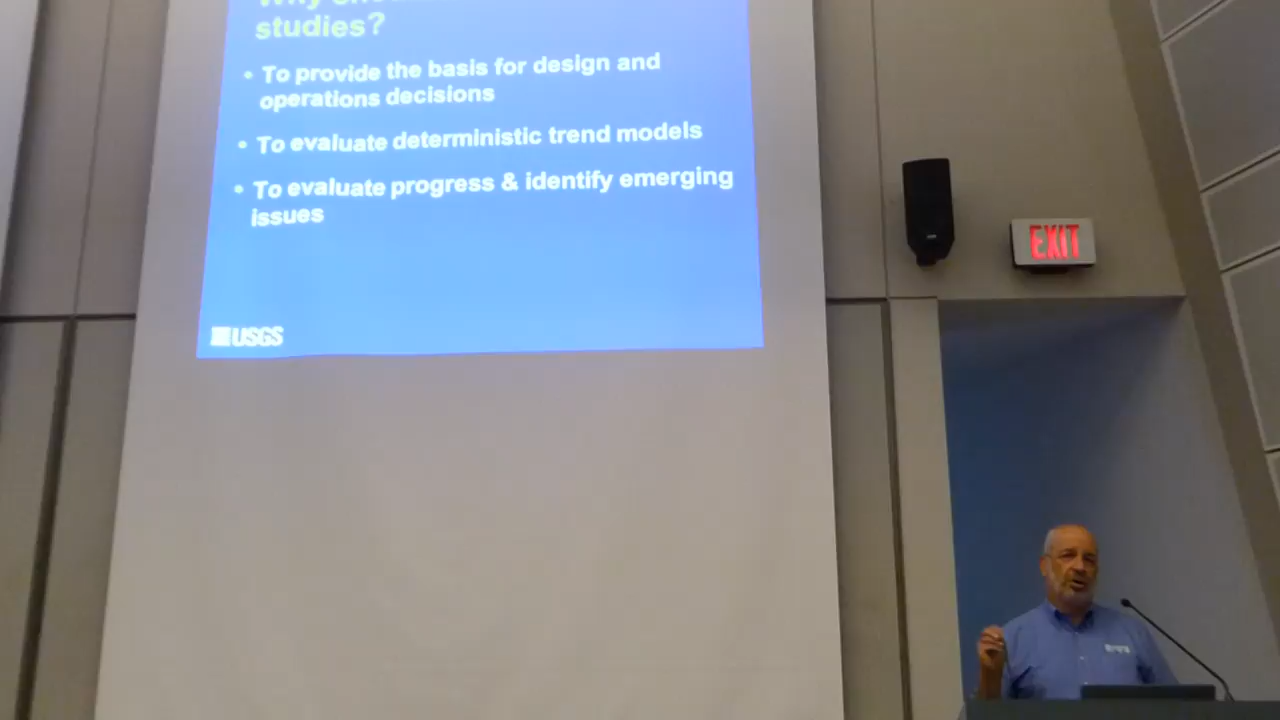 Why
studies?
• To provide the basis for design and
operations decisions
• To evaluate deterministic trend models
• To evaluate progress & identify emerging
issues
USGS
EXIT